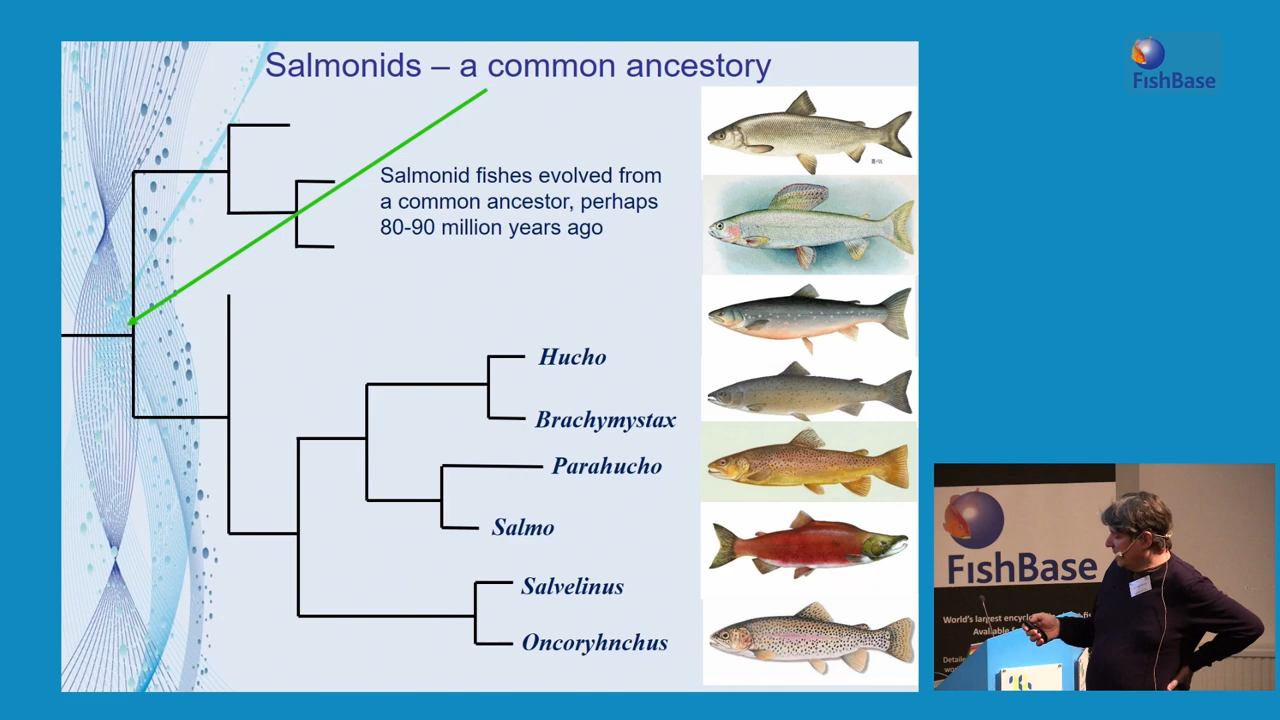 Salmonids – a common ancestory
FishBase
Salmonid fishes evolved from
a common ancestor, perhaps
80-90 million years ago
Hucho
Brachymystax
Parahucho
Salmo
Salvelinus
Oncoryhnchus
FishBase
World's largest
Available